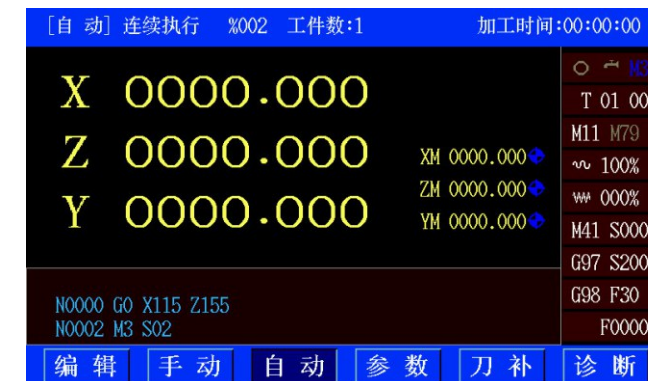 [自 动] 连续执行 %002 工件数:1 加工时间:00:00:00
X 0000.000
Z 0000.000
Y 0000.000
XM 0000.000
ZM 0000.000
YM 0000.000
M3
T 01 00
M11 M79
100%
000%
M41 S000
G97 S200
G98 F30
F0000
N0000 G0 X115 Z155
N0002 M3 S02
编 辑 手 动 自 动 参 数 刀 补 诊 断